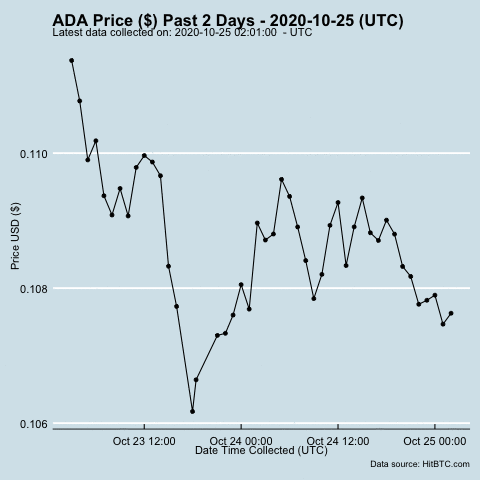 ADA Price ($) Past 2 Days - 2020-10-25 (UTC)
Latest data collected on: 2020-10-25 02:01:00  - UTC
0.110
0.108
0.106
Price USD ($)
Oct 23 12:00
Oct 24 00:00
Oct 24 12:00
Oct 25 00:00
Date Time Collected (UTC)
Data source: HitBTC.com